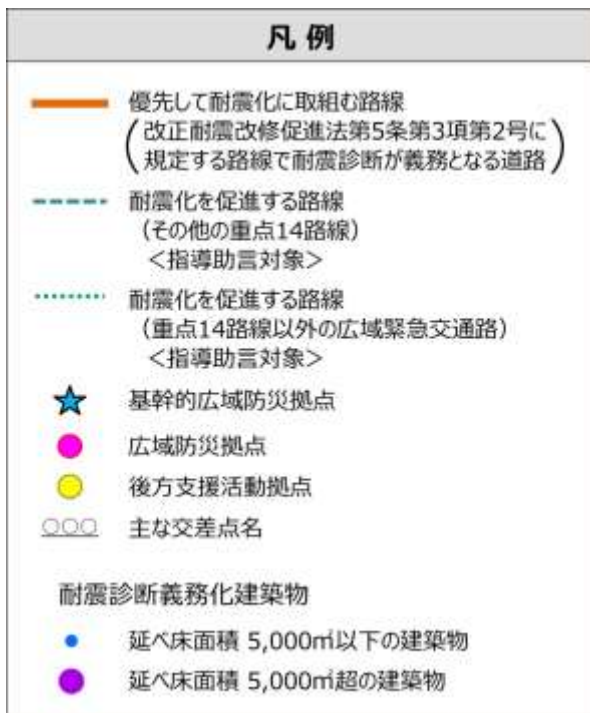 凡例
優先して耐震化に取組む路線
(改正耐震改修促進法第5条第3項第2号に
規定する路線で耐震診断が義務となる道路)
耐震化を促進する路線
(その他の重点14路線)
<指導助言対象>
耐震化を促進する路線
(重点14路線以外の広域緊急交通路)
<指導助言対象>
基幹的広域防災拠点
広域防災拠点
後方支援活動拠点
○○○ 主な交差点名
耐震診断義務化建築物
延べ床面積 5,000㎡以下の建築物
延べ床面積 5,000㎡超の建築物